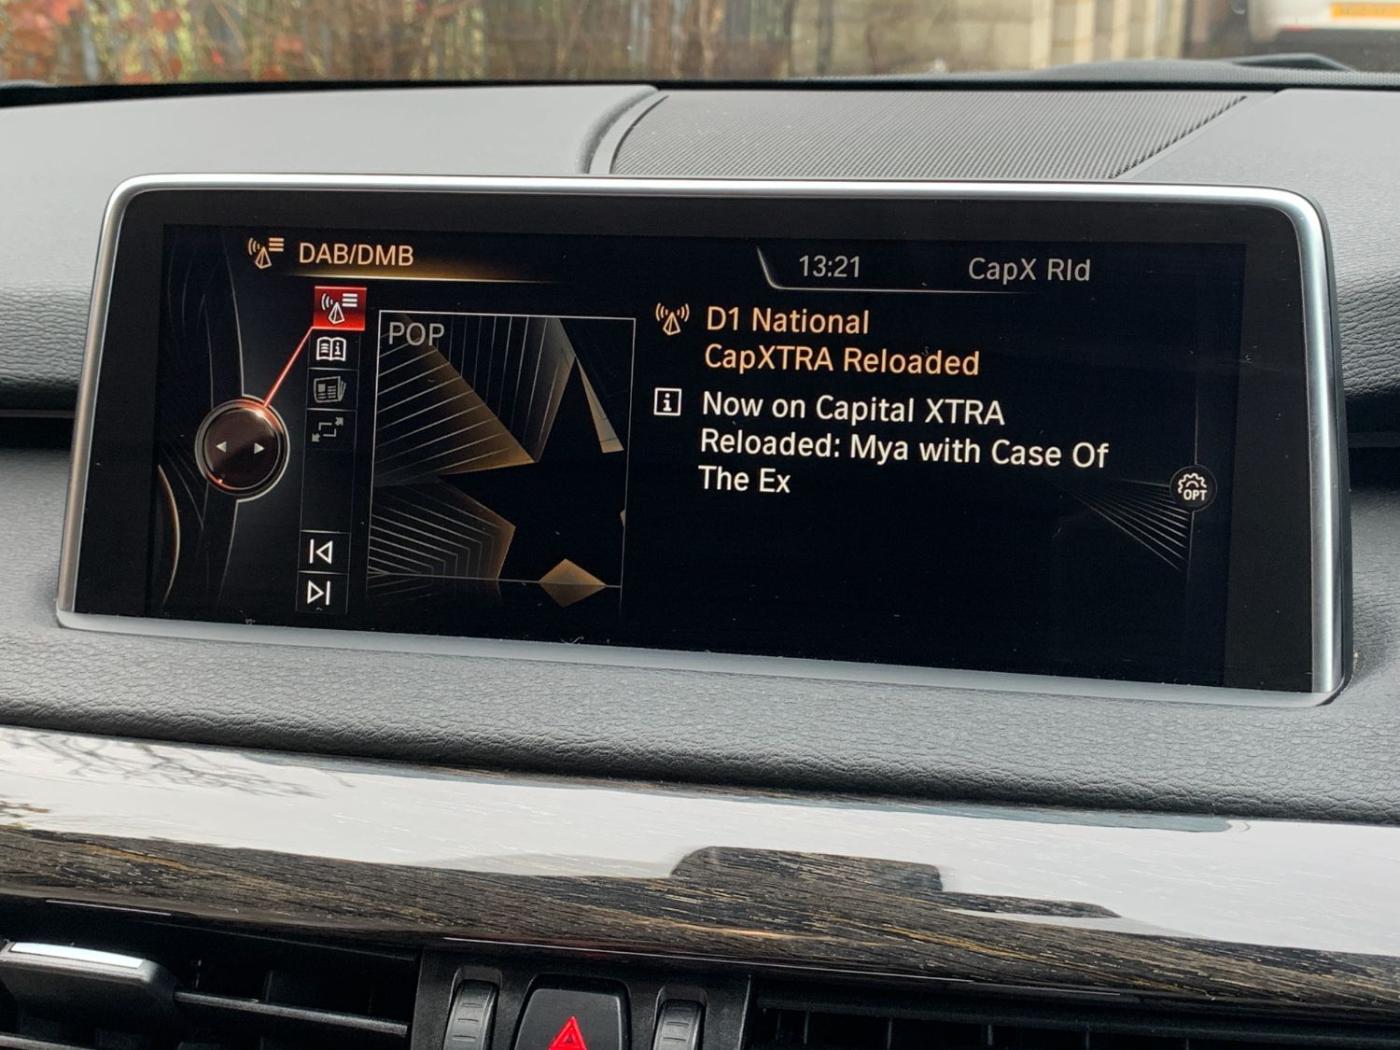 DAB/DMB
13:21
CapX Rld
POP
D1 National
CapXTRA Reloaded
Now on Capital XTRA
Reloaded: Mya with Case Of
The Ex
OPT